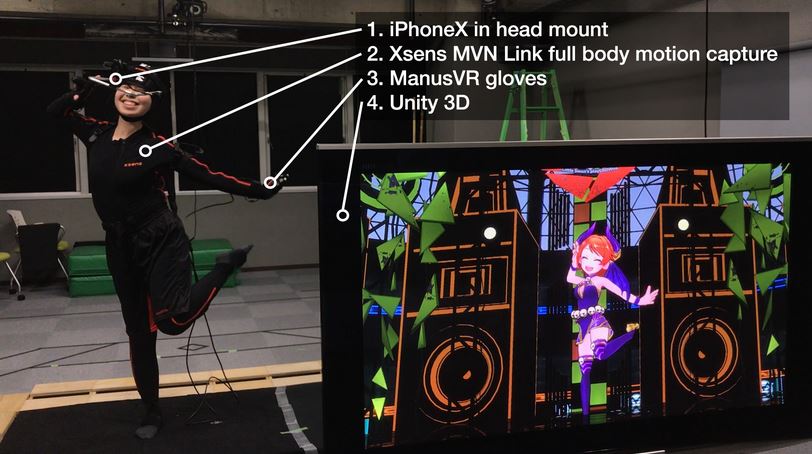 1. iPhoneX in head mount
2. Xsens MVN Link full body motion capture
3. ManusVR gloves
4. Unity 3D
xsens